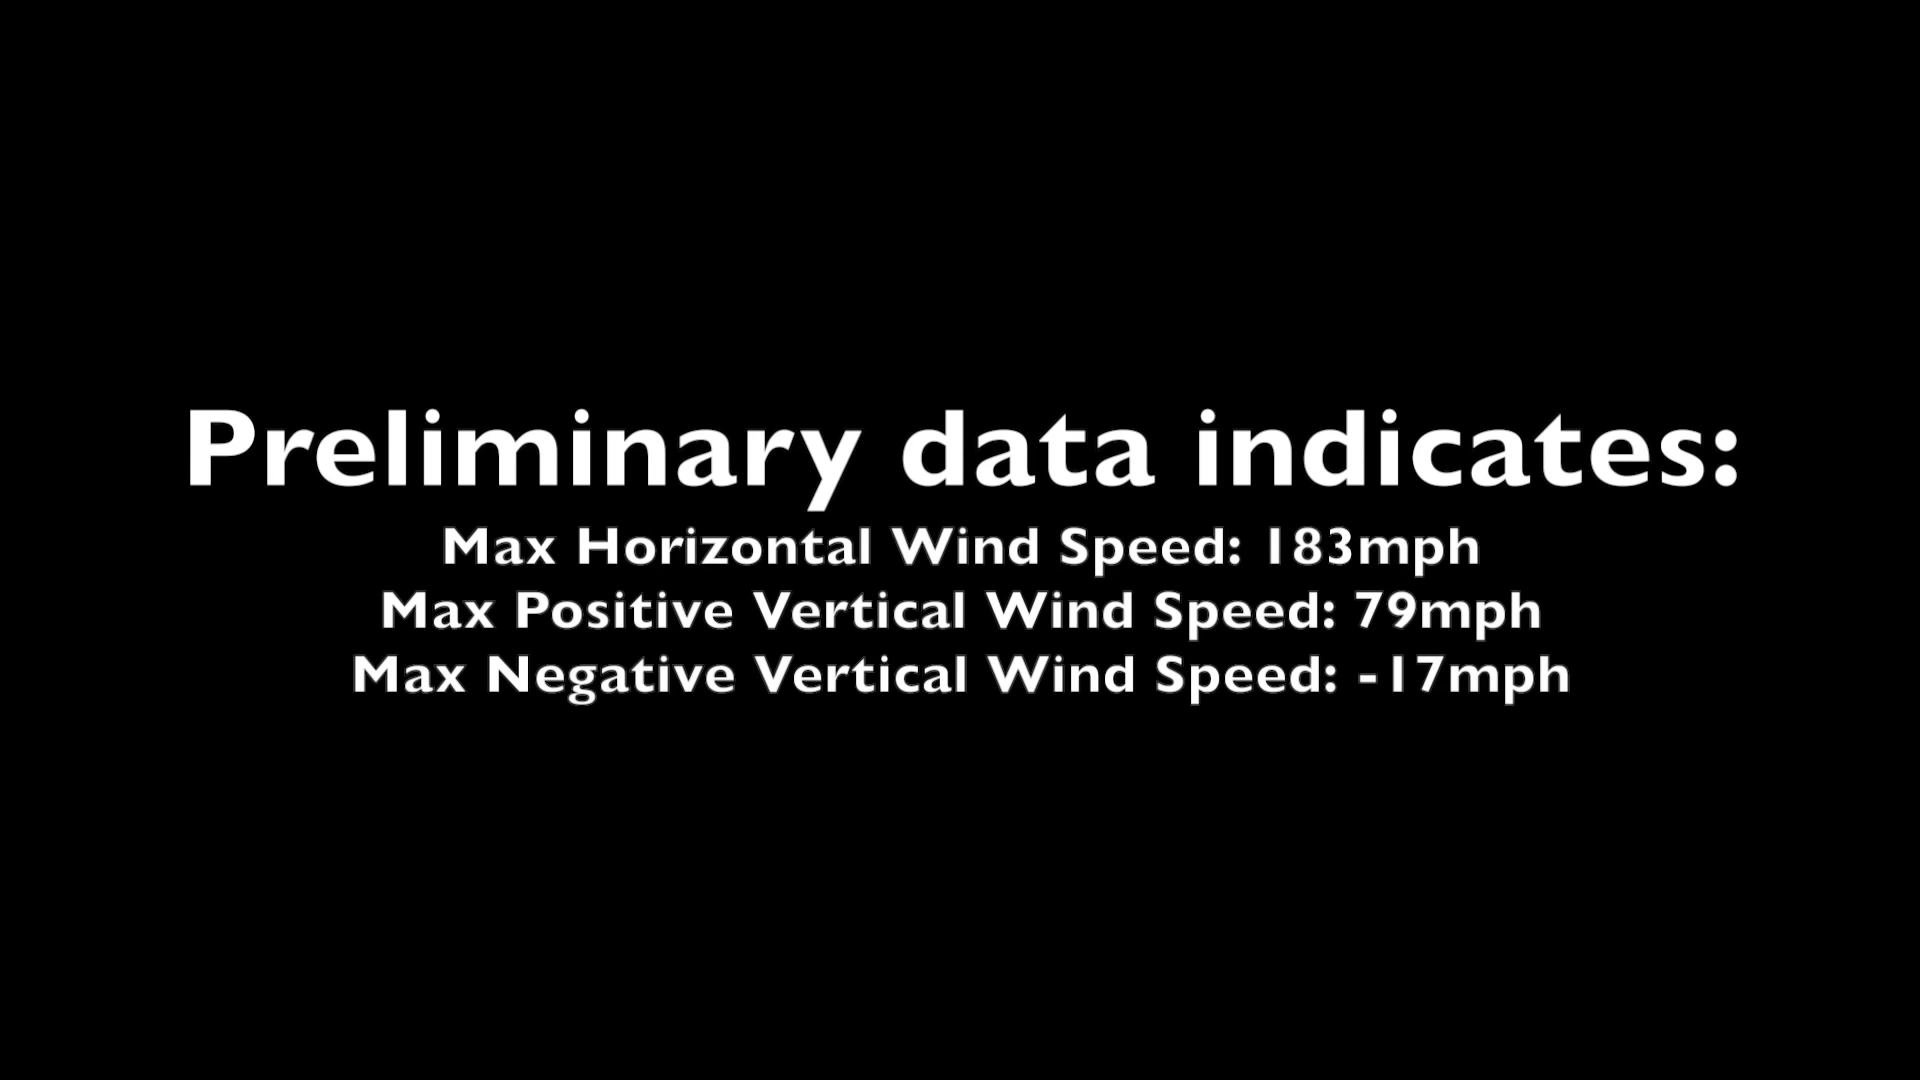 Preliminary data indicates:
Max Horizontal Wind Speed: 183mph
Max Positive Vertical Wind Speed: 79mph
Max Negative Vertical Wind Speed: -17mph